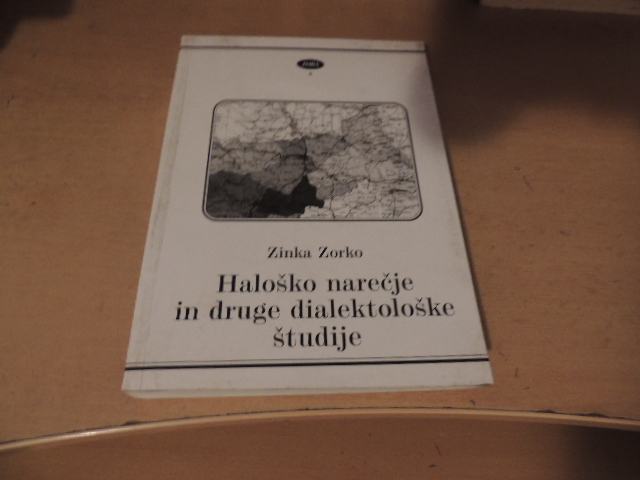 Zinka Zorko
Haloško narečje
in druge dialektološke
študije